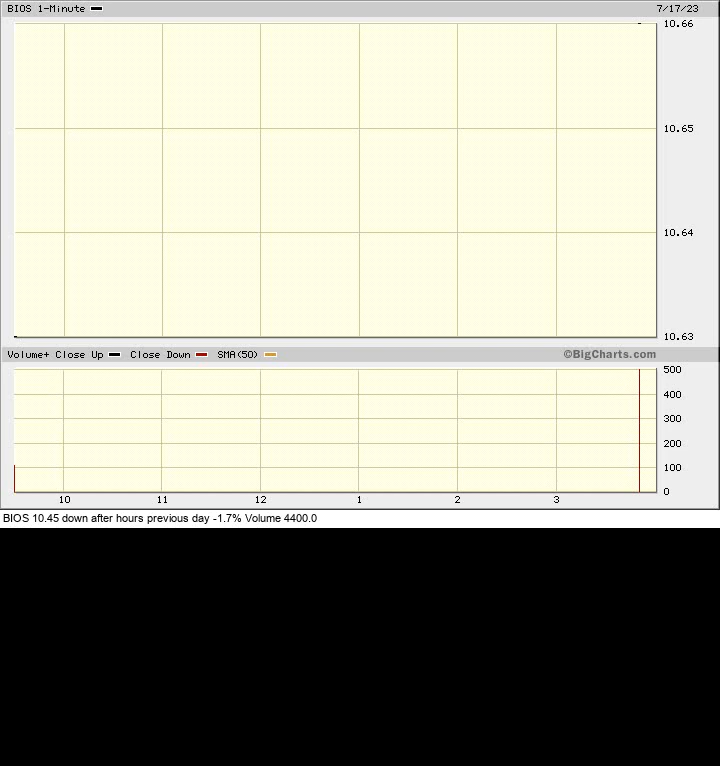 BIOS 1-Minute 7/17/23
10.66
10.65
10.64
10.63
Volume+ Close Up Close Down SMA(50) ©BigCharts.com
500
400
300
200
100
0
10 11 12 1 2 3
BIOS 10.45 down after hours previous day -1.7% Volume 4400.0